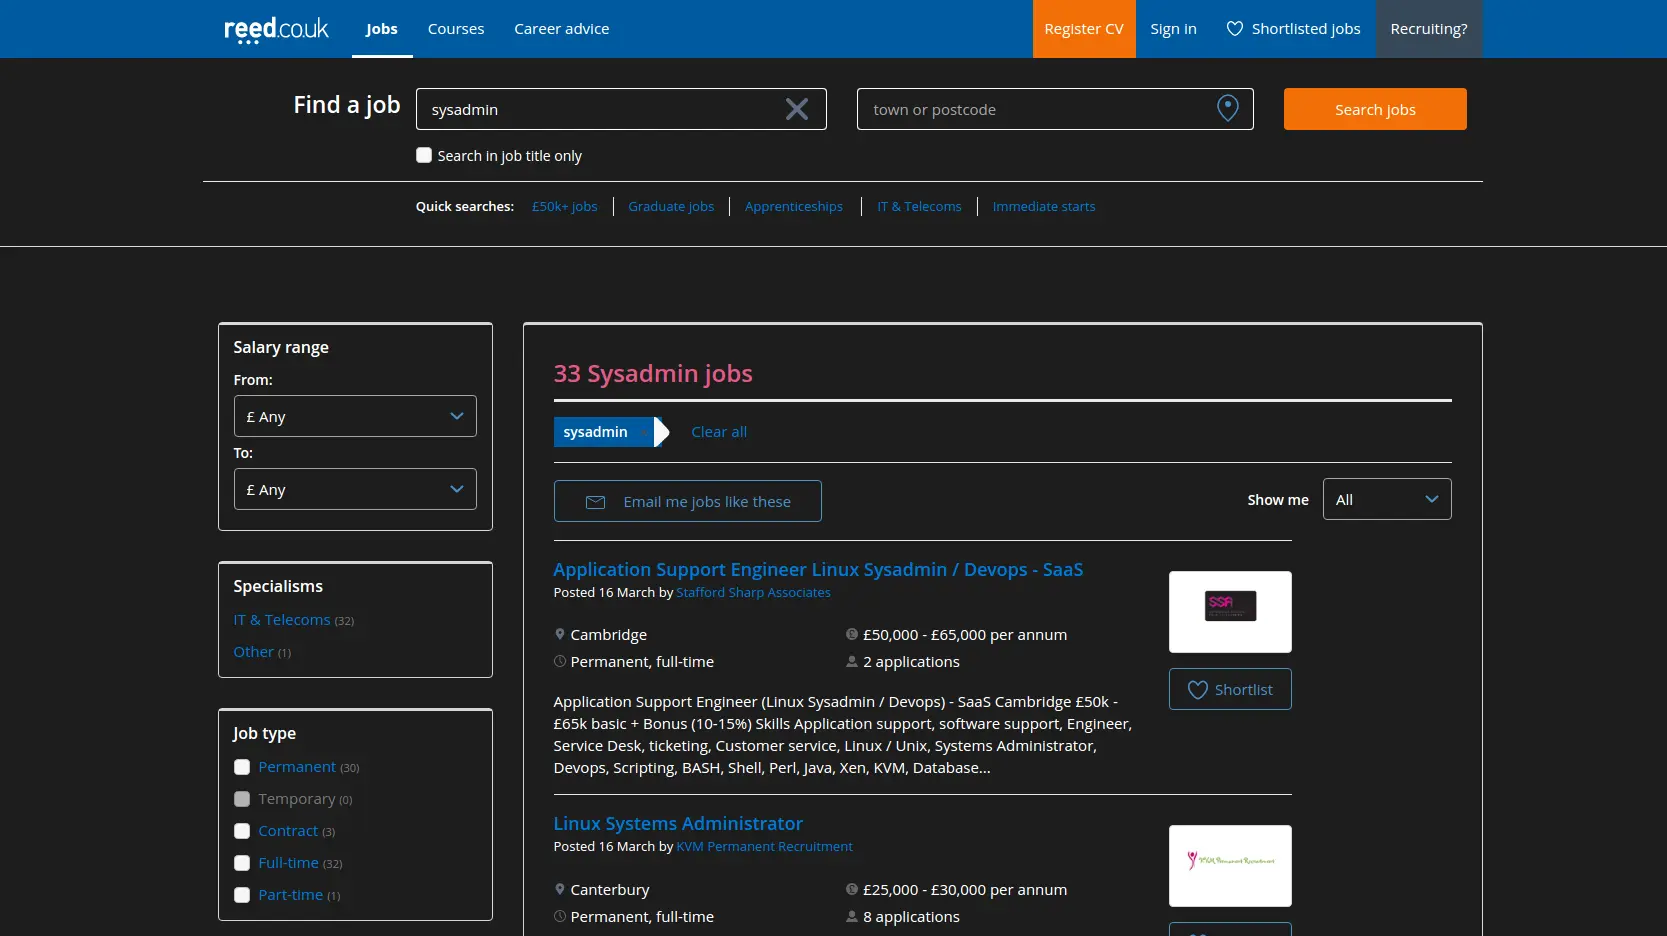 reed.co.uk
Jobs
Courses
Career advice
Register CV
Sign in
Shortlisted jobs
Recruiting?
Find a job
sysadmin
town or postcode
Search jobs
Search in job title only
Quick searches:
£50k+ jobs
Graduate jobs
Apprenticeships
IT & Telecoms
Immediate starts
Salary range
From:
£ Any
To:
£ Any
Specialisms
IT & Telecoms (32)
Other (1)
Job type
Permanent (30)
Temporary (0)
Contract (3)
Full-time (32)
Part-time (1)
33 Sysadmin jobs
sysadmin
Clear all
Email me jobs like these
Show me
All
Application Support Engineer Linux Sysadmin / Devops - SaaS
Posted 16 March by Stafford Sharp Associates
Cambridge
£50,000 - £65,000 per annum
Permanent, full-time
2 applications
SSA
Shortlist
Application Support Engineer (Linux Sysadmin / Devops) - SaaS Cambridge £50k -
£65k basic + Bonus (10-15%) Skills Application support, software support, Engineer,
Service Desk, ticketing, Customer service, Linux / Unix, Systems Administrator,
Devops, Scripting, BASH, Shell, Perl, Java, Xen, KVM, Database...
Linux Systems Administrator
Posted 16 March by KVM Permanent Recruitment
KVM Permanent Recruitment
Canterbury
£25,000 - £30,000 per annum
Permanent, full-time
8 applications